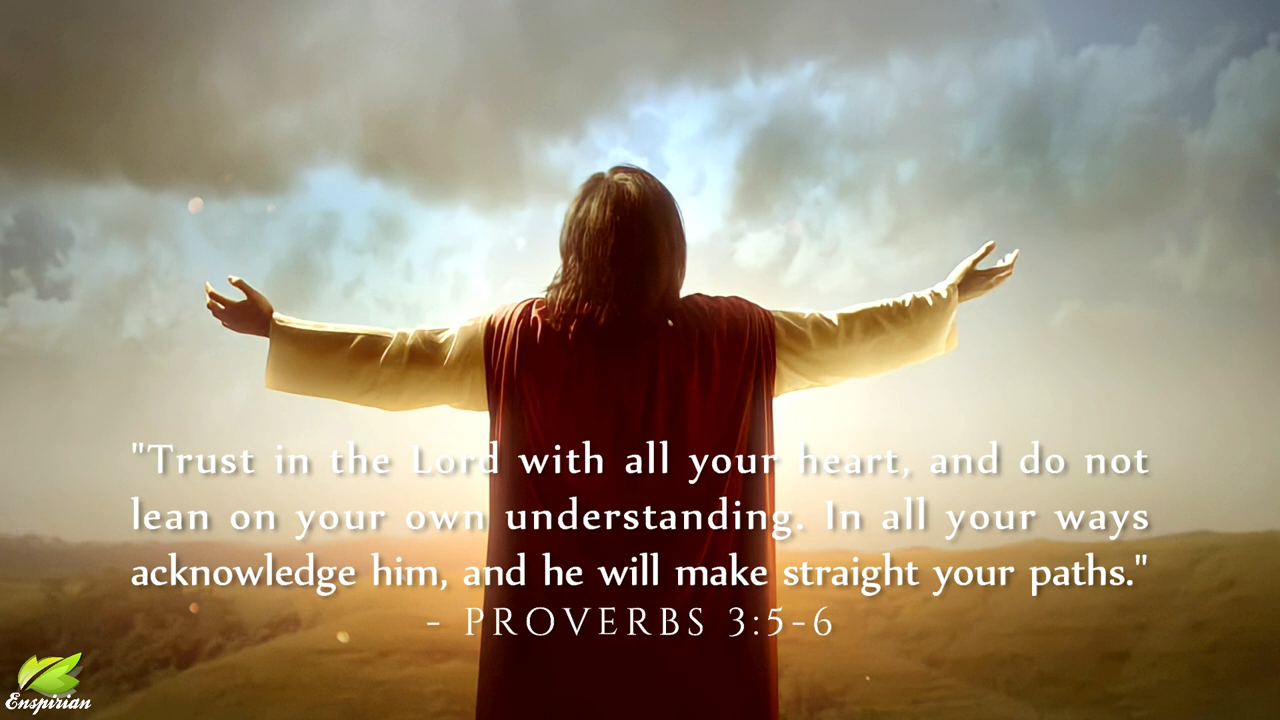 "Trust in the Lord with all your heart, and do not
lean on your own understanding. In all your ways
acknowledge him, and he will make straight your paths."
- PROVERBS 3:5-6
Enspirian